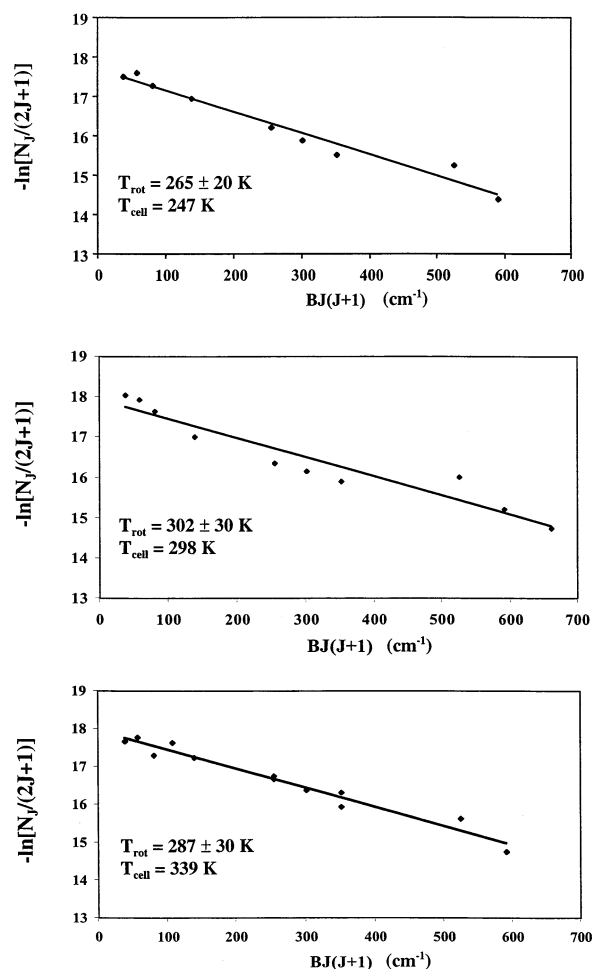 19
18
17
16
15
14
13
-ln[N_J/(2J+1)]
T_rot = 265 ± 20 K
T_cell = 247 K
0 100 200 300 400 500 600 700
BJ(J+1) (cm⁻¹)
19
18
17
16
15
14
13
-ln[N_J/(2J+1)]
T_rot = 302 ± 30 K
T_cell = 298 K
0 100 200 300 400 500 600 700
BJ(J+1) (cm⁻¹)
19
18
17
16
15
14
13
-ln[N_J/(2J+1)]
T_rot = 287 ± 30 K
T_cell = 339 K
0 100 200 300 400 500 600 700
BJ(J+1) (cm⁻¹)